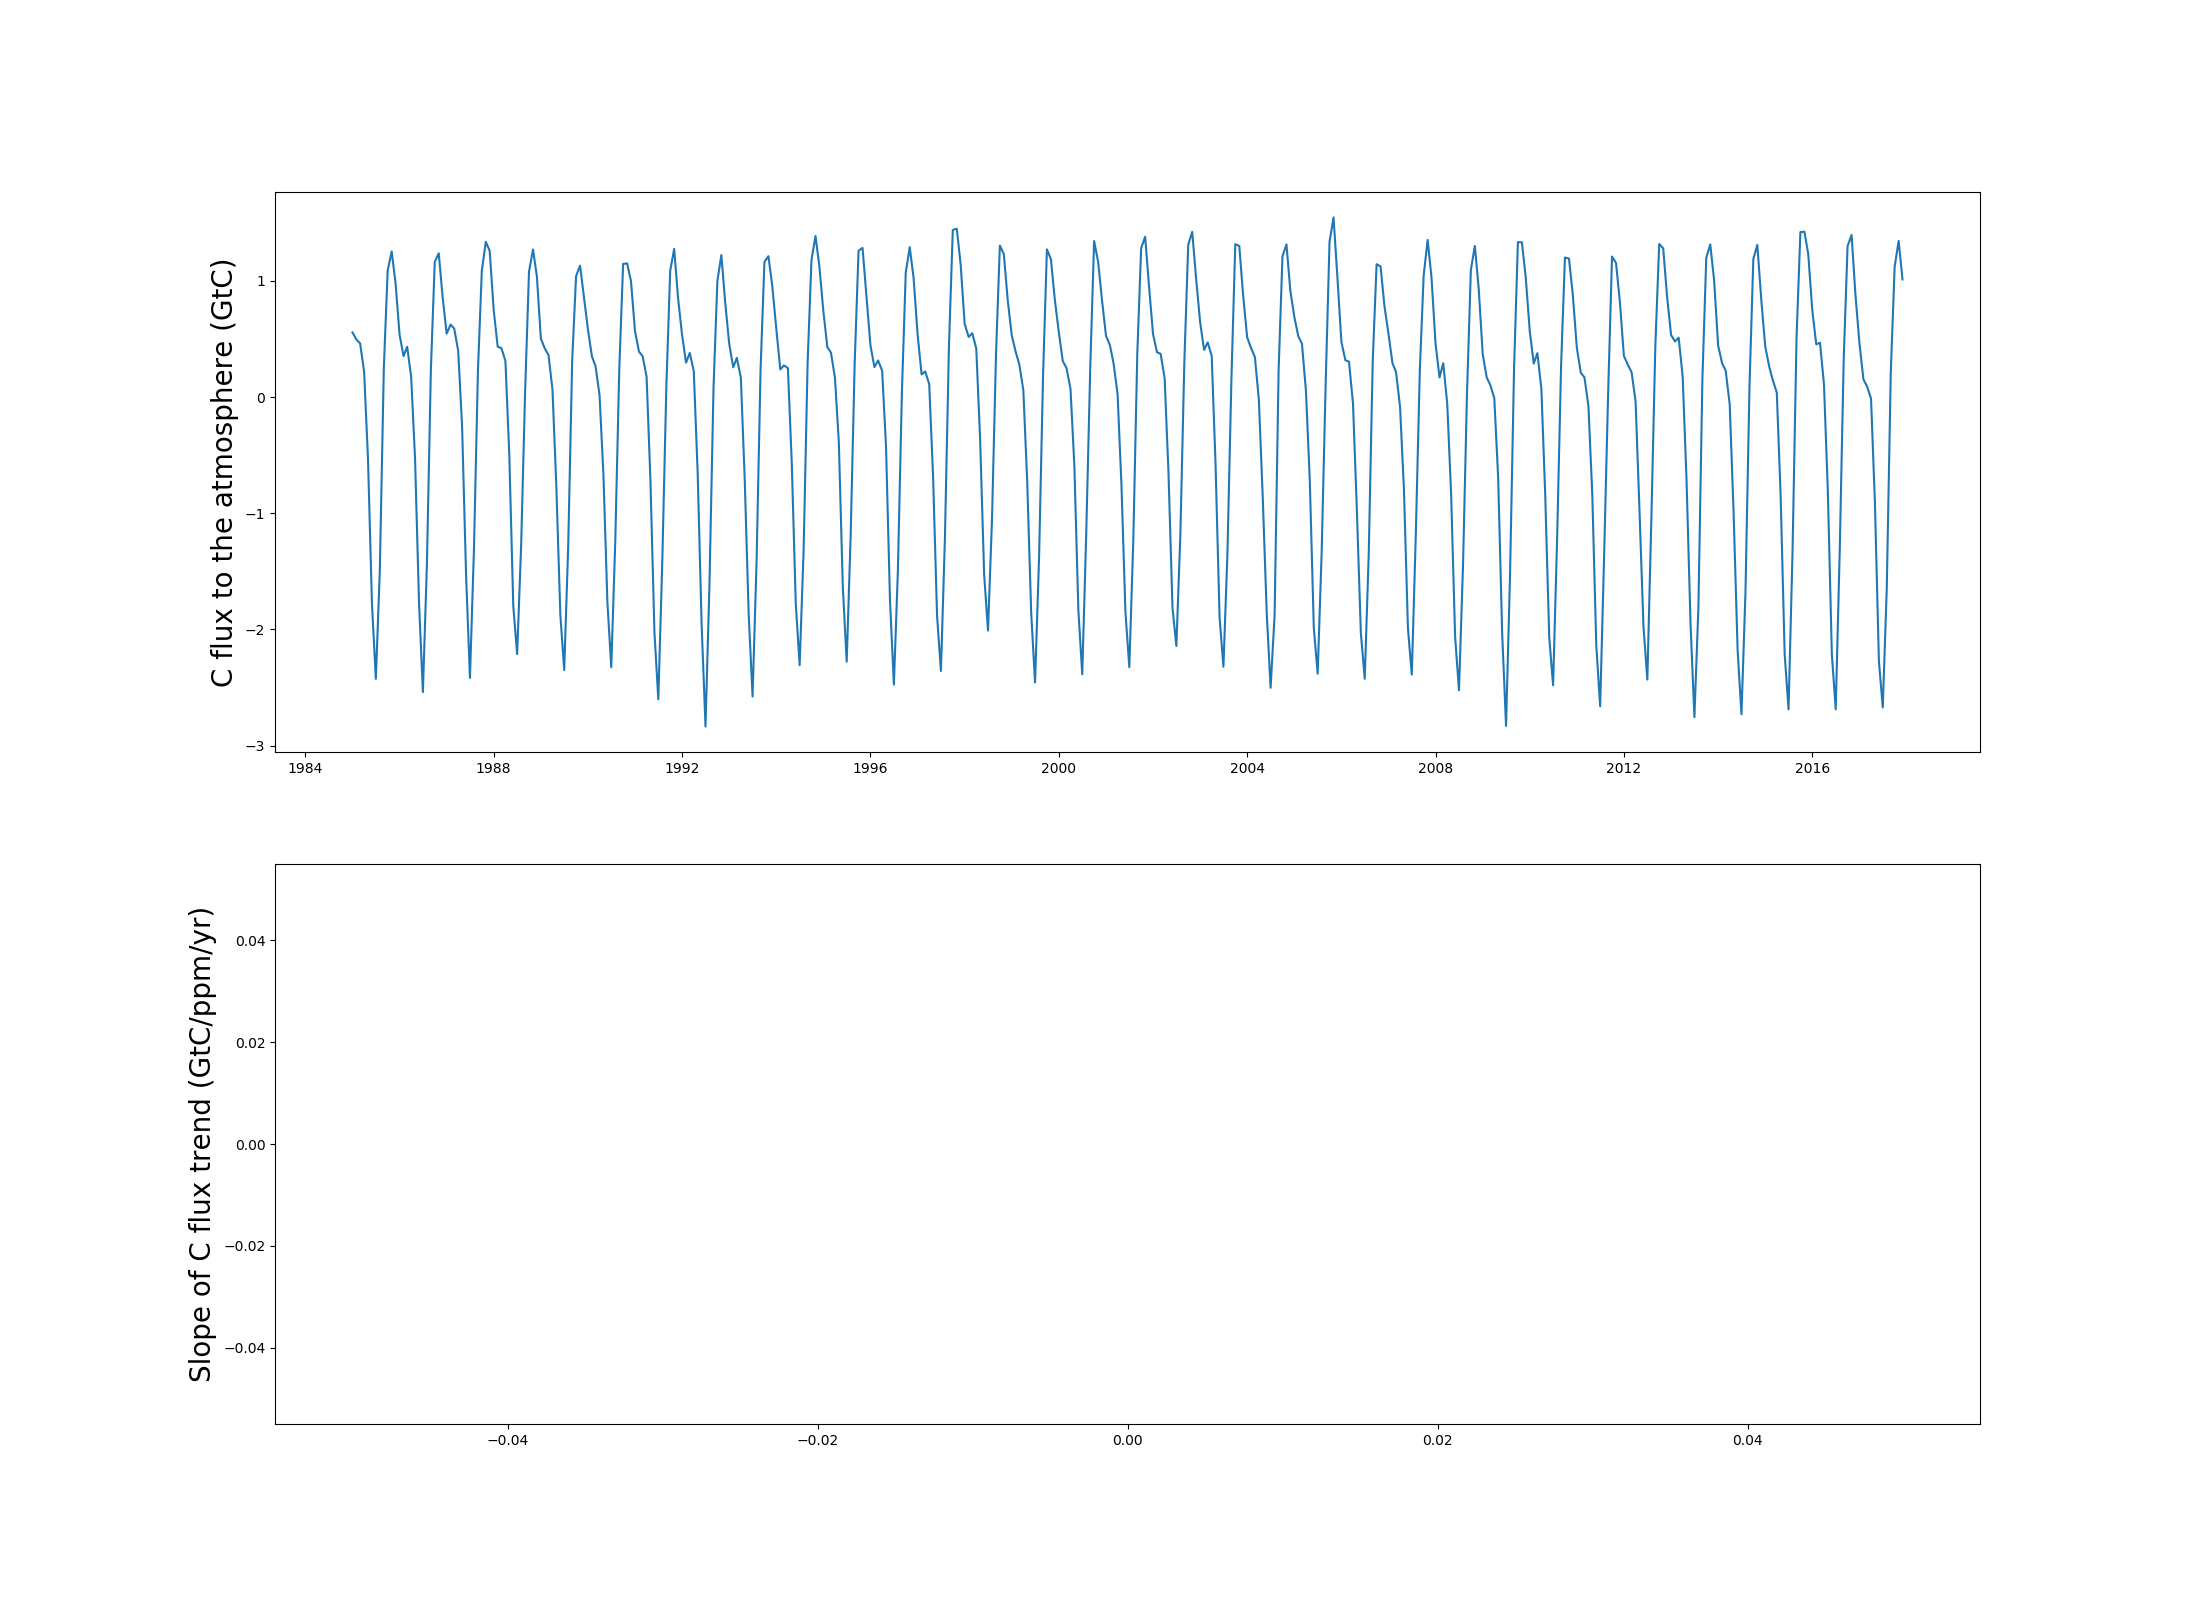 C flux to the atmosphere (GtC)
1
0
−1
−2
−3
1984 1988 1992 1996 2000 2004 2008 2012 2016
Slope of C flux trend (GtC/ppm/yr)
0.04
0.02
0.00
−0.02
−0.04
−0.04 −0.02 0.00 0.02 0.04